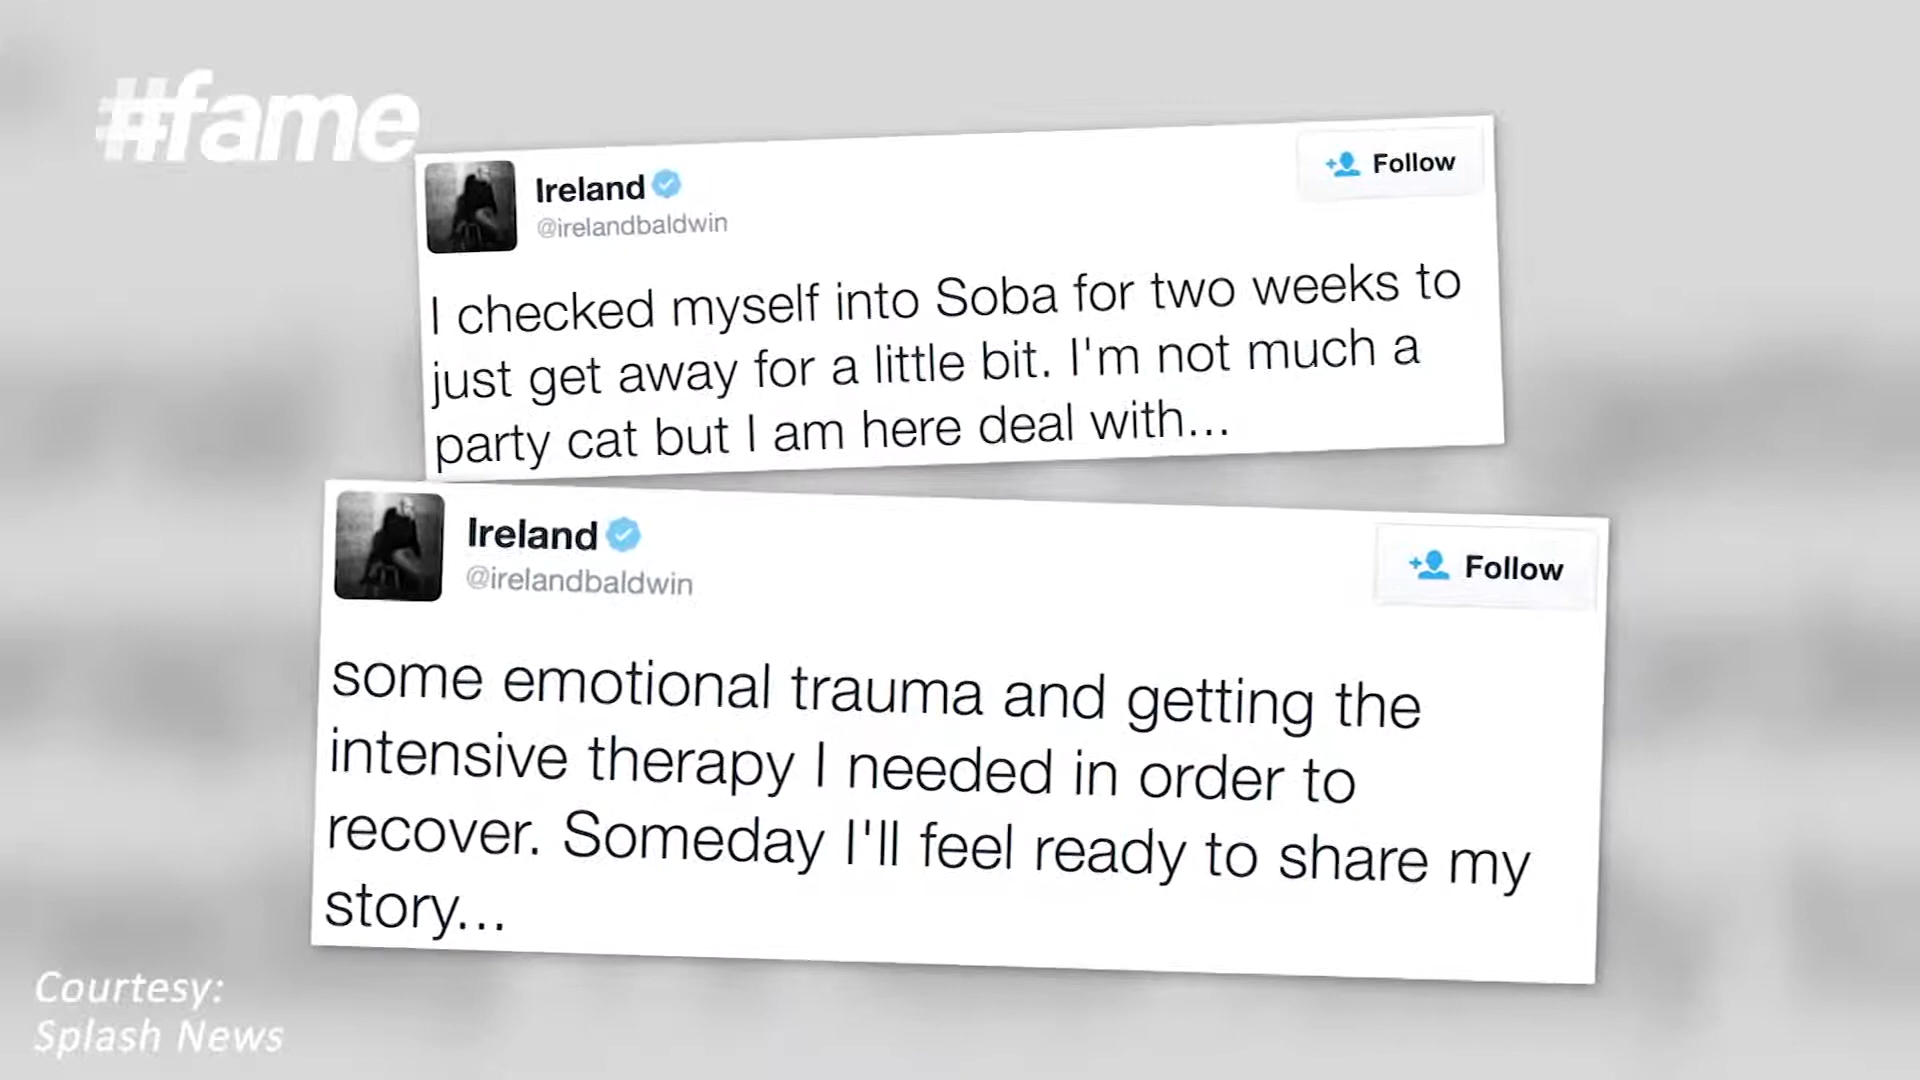 #fame
Ireland
@irelandbaldwin
Follow
I checked myself into Soba for two weeks to
just get away for a little bit. I'm not much a
party cat but I am here deal with...
Ireland
@irelandbaldwin
Follow
some emotional trauma and getting the
intensive therapy I needed in order to
recover. Someday I'll feel ready to share my
story...
Courtesy:
Splash News